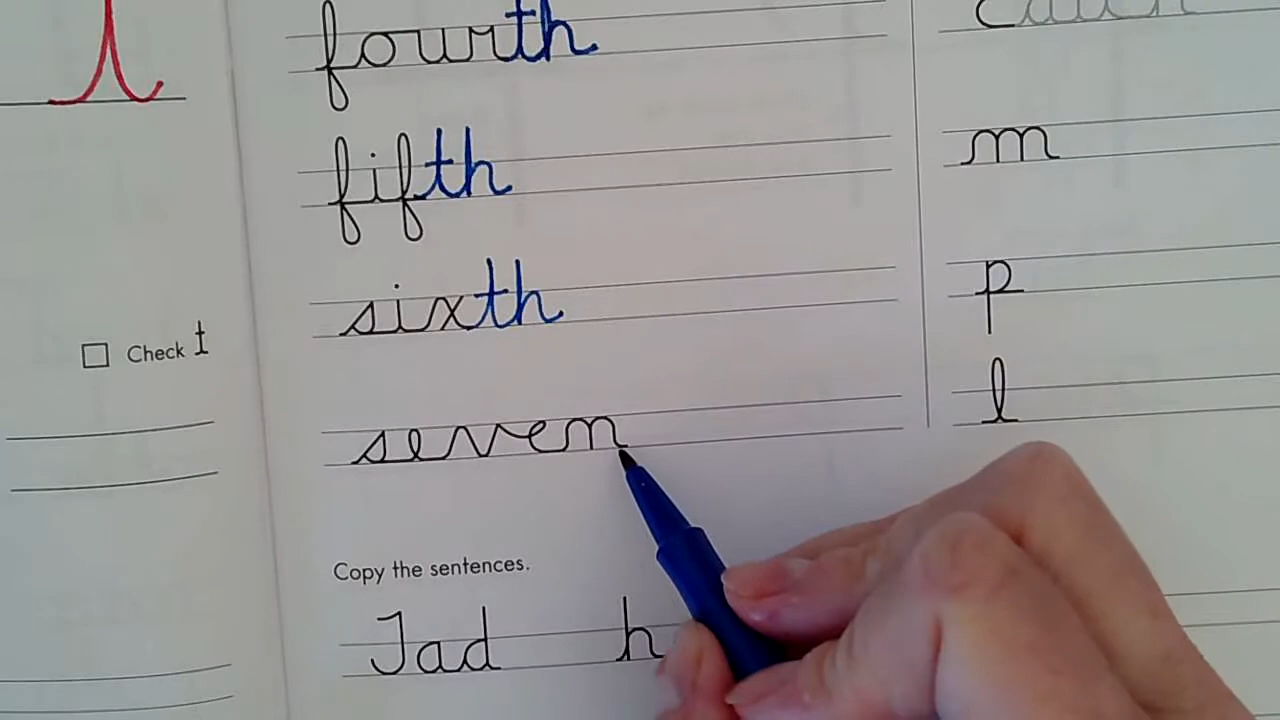 fourth
fifth
m
sixth
p
Check t
l
seven
Copy the sentences.
Jad h